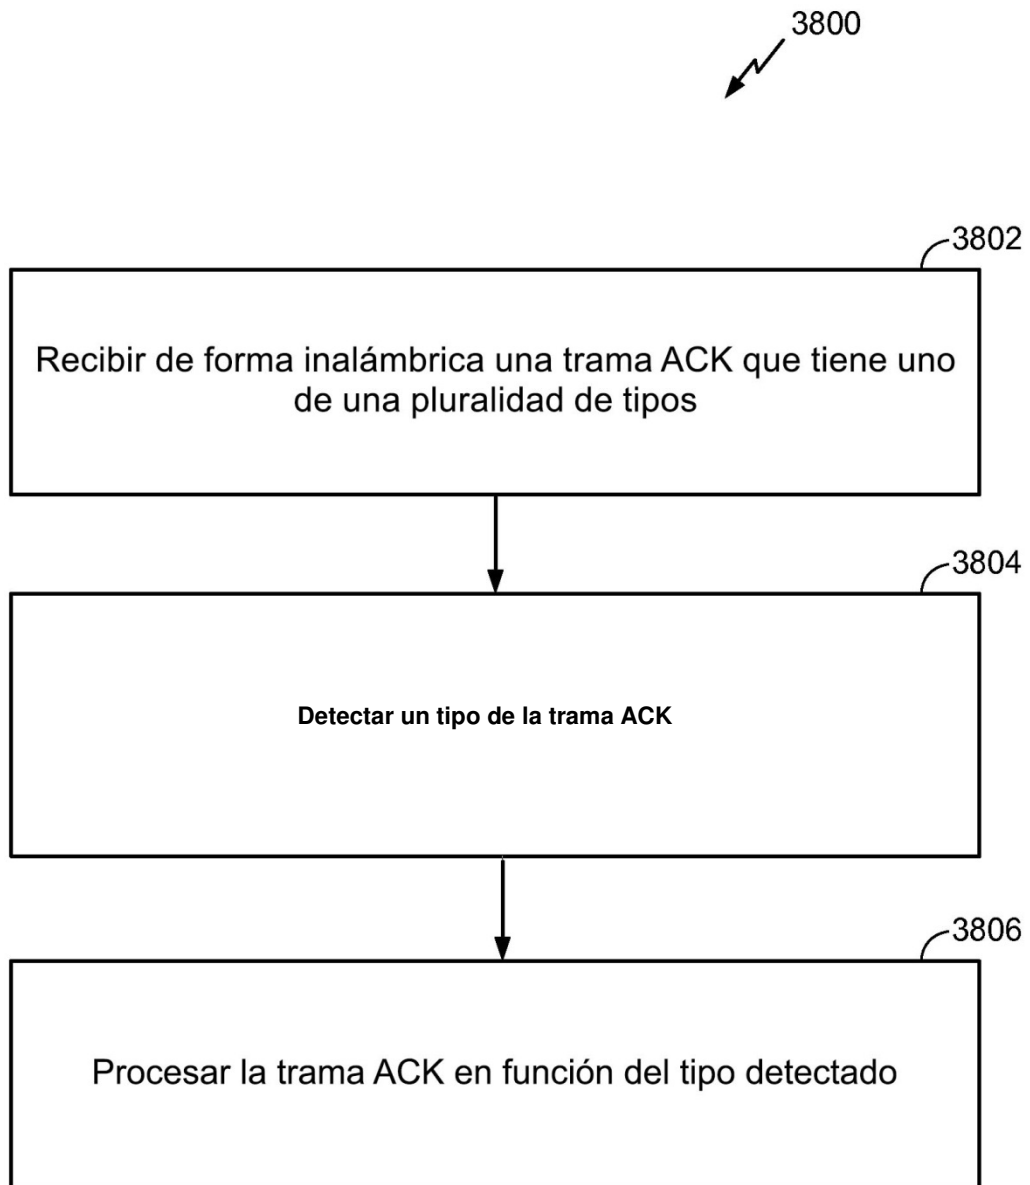 3800
3802
Recibir de forma inalámbrica una trama ACK que tiene uno
de una pluralidad de tipos
3804
Detectar un tipo de la trama ACK
3806
Procesar la trama ACK en función del tipo detectado